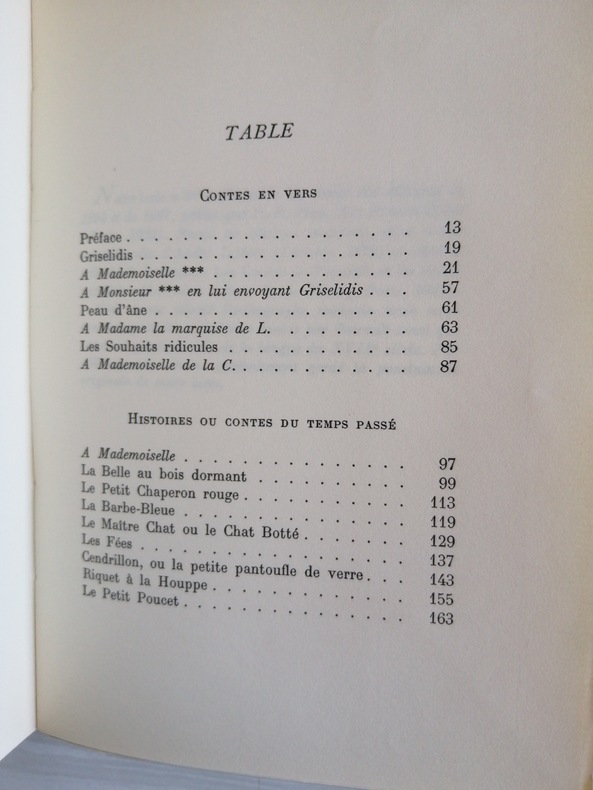 TABLE
CONTES EN VERS
Préface . . . . . . . . . . . . . . . . . . 13
Griselidis . . . . . . . . . . . . . . . . . 19
A Mademoiselle *** . . . . . . . . . . . . . 21
A Monsieur *** en lui envoyant Griselidis . . . 57
Peau d'âne . . . . . . . . . . . . . . . . 61
A Madame la marquise de L. . . . . . . . . . 63
Les Souhaits ridicules . . . . . . . . . . . . 85
A Mademoiselle de la C. . . . . . . . . . . . 87
HISTOIRES OU CONTES DU TEMPS PASSÉ
A Mademoiselle . . . . . . . . . . . . . . . 97
La Belle au bois dormant . . . . . . . . . . 99
Le Petit Chaperon rouge . . . . . . . . . . . 113
La Barbe-Bleue . . . . . . . . . . . . . . . 119
Le Maître Chat ou le Chat Botté . . . . . . . . 129
Les Fées . . . . . . . . . . . . . . . . . 137
Cendrillon, ou la petite pantoufle de verre . . . 143
Riquet à la Houppe . . . . . . . . . . . . . 155
Le Petit Poucet . . . . . . . . . . . . . . 163